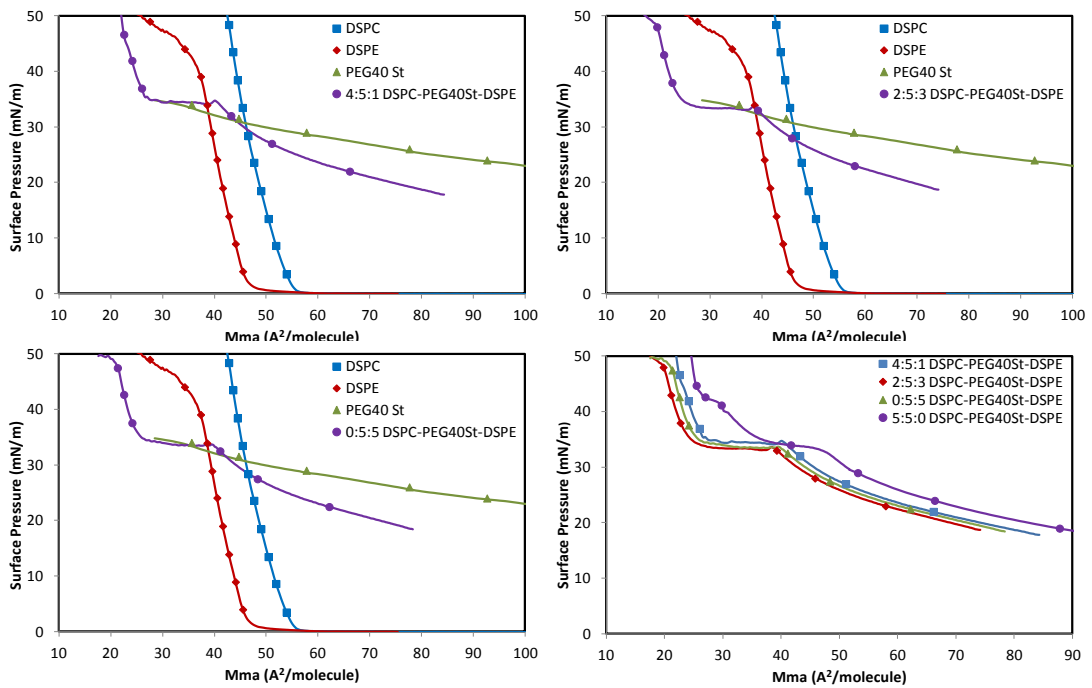 50
40
30
20
10
0
Surface Pressure (mN/m)
DSPC
DSPE
PEG40 St
4:5:1 DSPC-PEG40St-DSPE
10 20 30 40 50 60 70 80 90 100
Mma (A²/molecule)
50
40
30
20
10
0
Surface Pressure (mN/m)
DSPC
DSPE
PEG40 St
2:5:3 DSPC-PEG40St-DSPE
10 20 30 40 50 60 70 80 90 100
Mma (A²/molecule)
50
40
30
20
10
0
Surface Pressure (mN/m)
DSPC
DSPE
PEG40 St
0:5:5 DSPC-PEG40St-DSPE
10 20 30 40 50 60 70 80 90 100
Mma (A²/molecule)
50
40
30
20
10
0
Surface Pressure (mN/m)
4:5:1 DSPC-PEG40St-DSPE
2:5:3 DSPC-PEG40St-DSPE
0:5:5 DSPC-PEG40St-DSPE
5:5:0 DSPC-PEG40St-DSPE
10 20 30 40 50 60 70 80 90
Mma (A²/molecule)